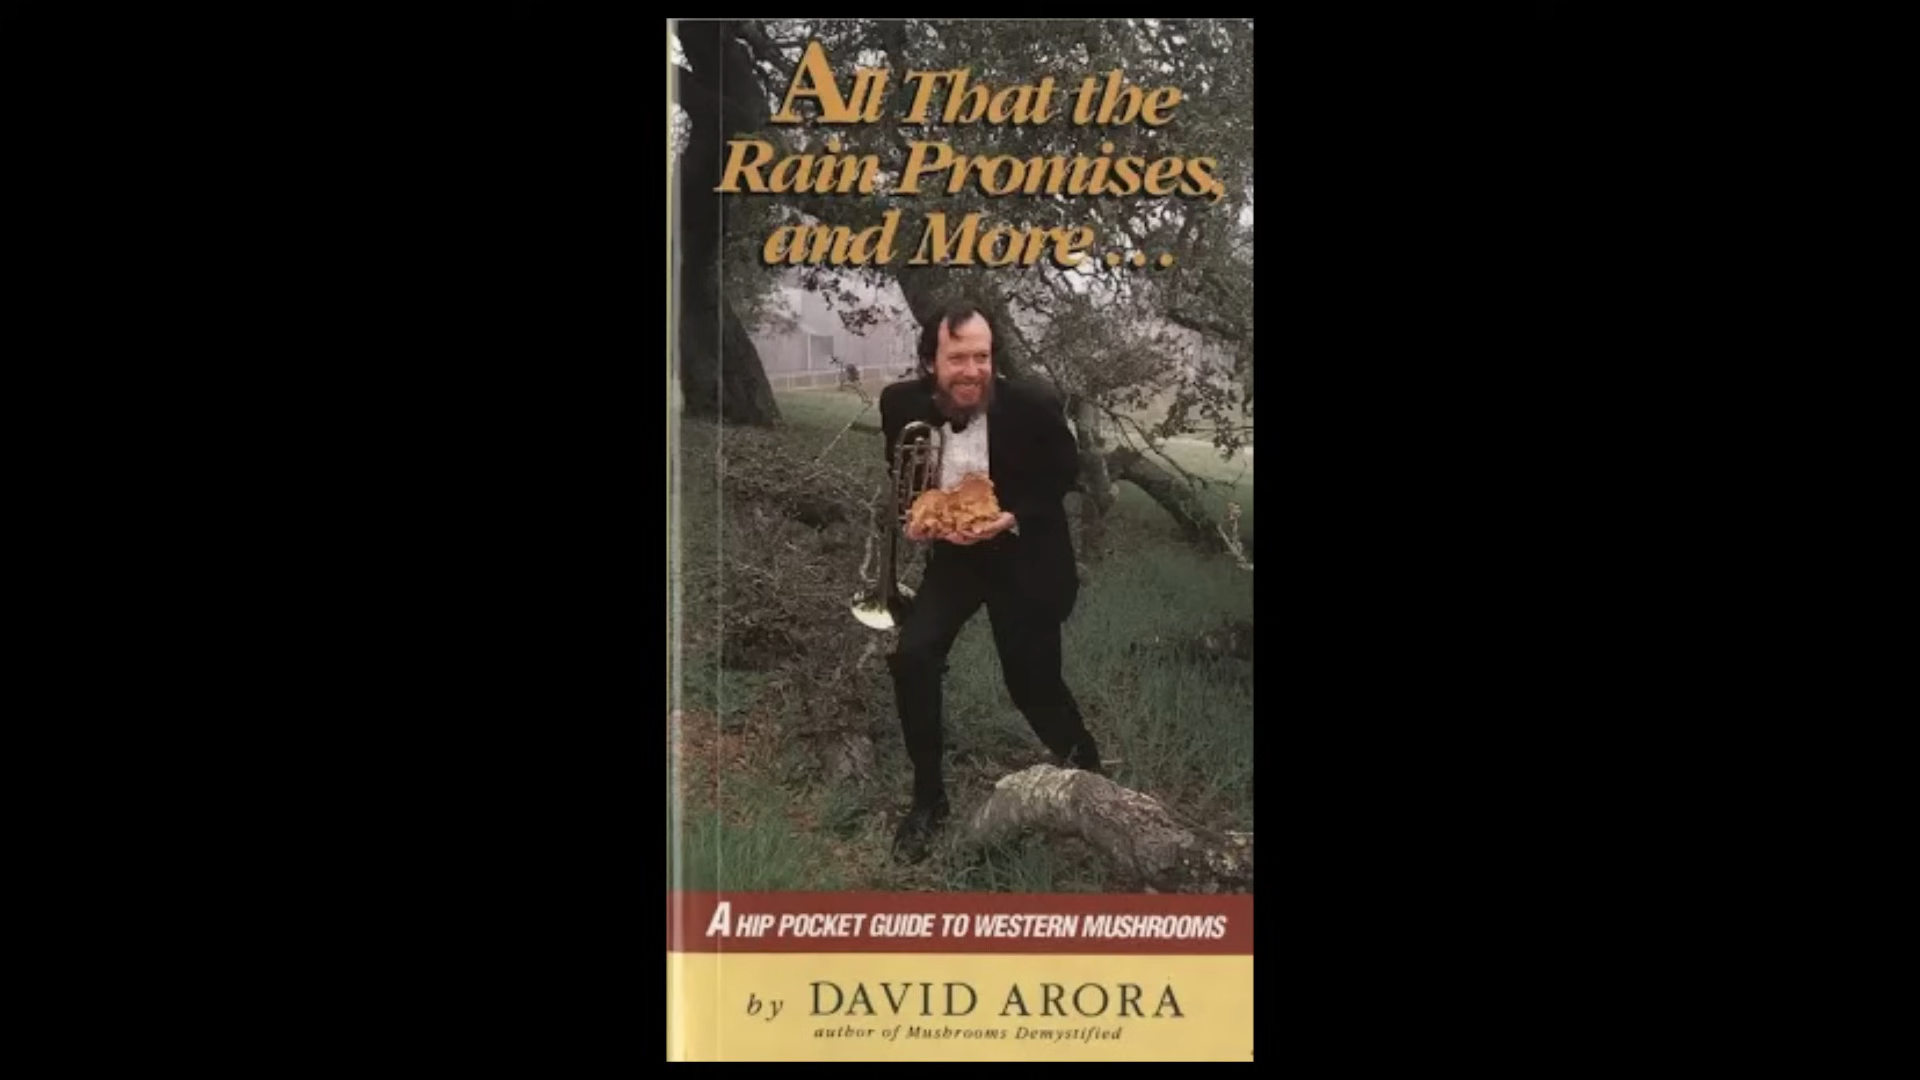 All That the
Rain Promises,
and More...
A HIP POCKET GUIDE TO WESTERN MUSHROOMS
by DAVID ARORA
author of Mushrooms Demystified